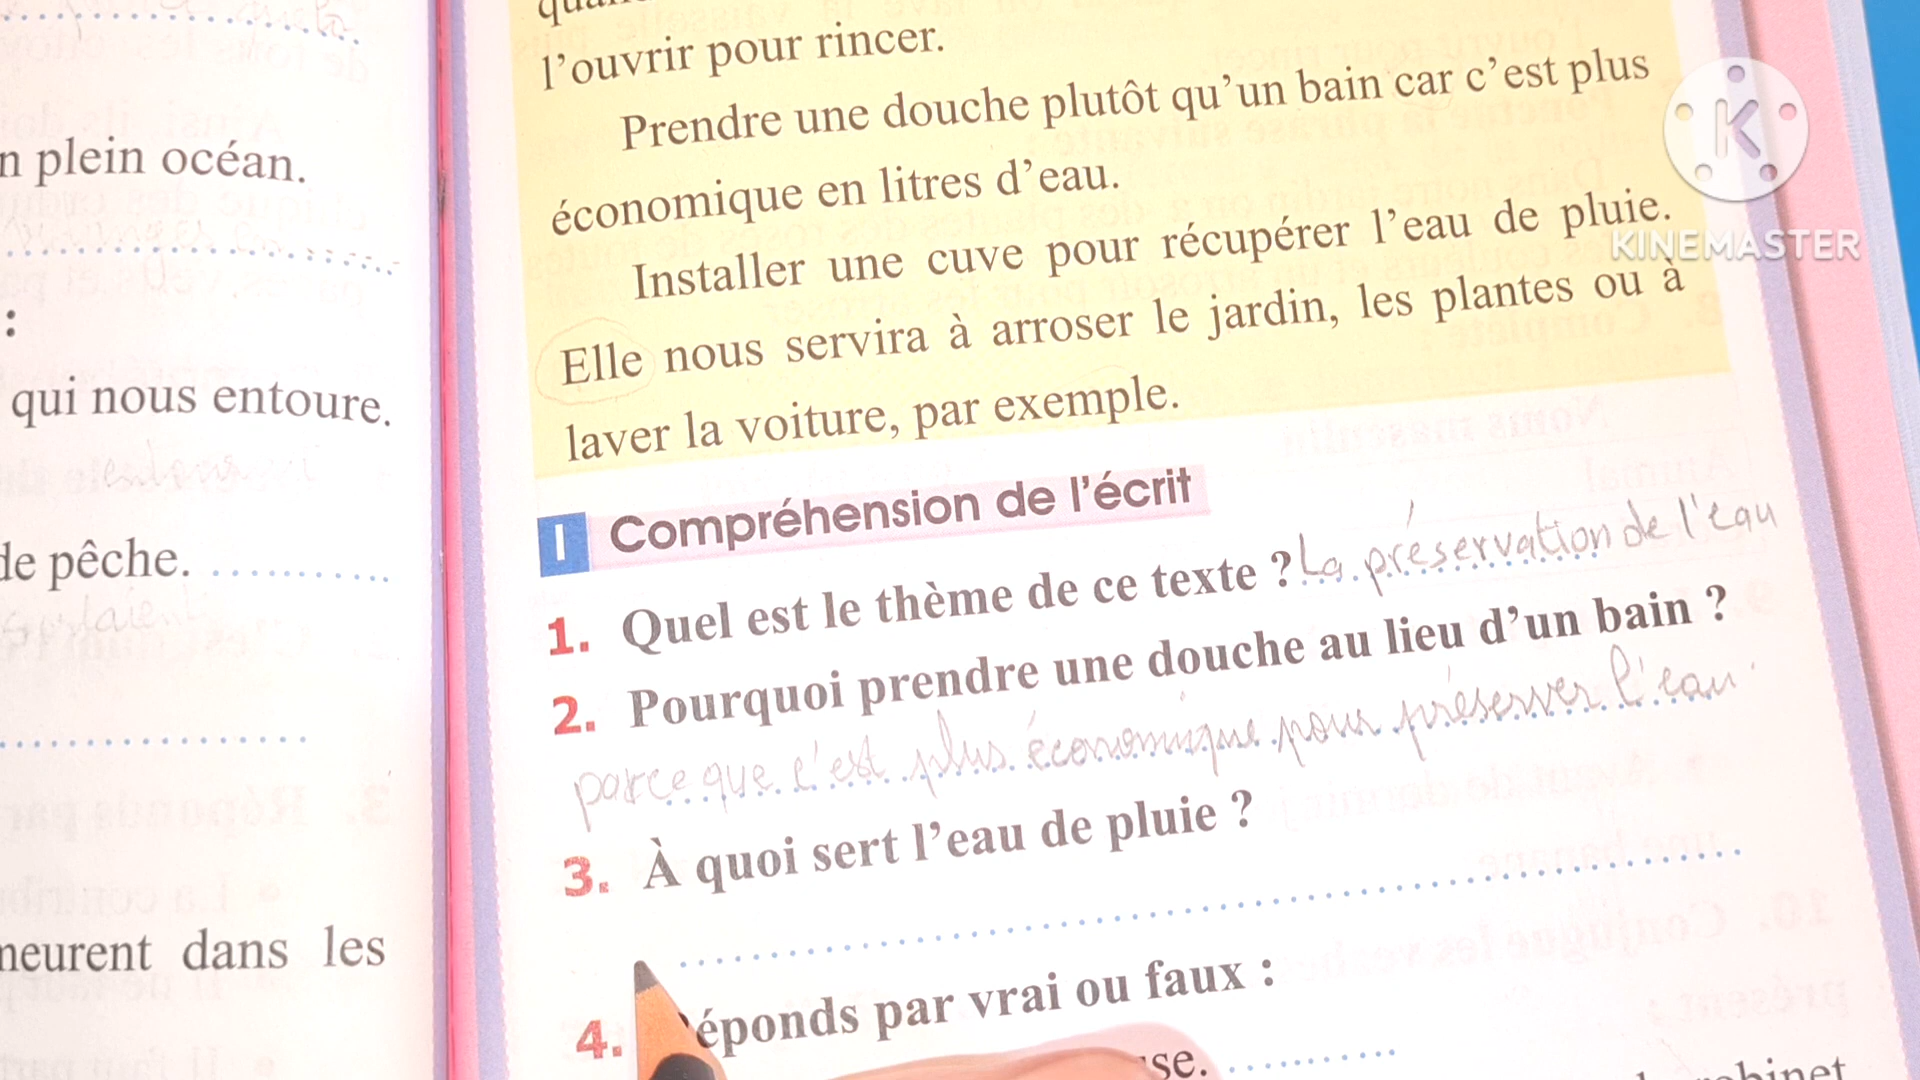 l'ouvrir pour rincer.
Prendre une douche plutôt qu'un bain car c'est plus
économique en litres d'eau.
Installer une cuve pour récupérer l'eau de pluie.
Elle nous servira à arroser le jardin, les plantes ou à
laver la voiture, par exemple.
I Compréhension de l'écrit
1. Quel est le thème de ce texte ? La préservation de l'eau
2. Pourquoi prendre une douche au lieu d'un bain ?
parce que c'est plus économique pour préserver l'eau
3. À quoi sert l'eau de pluie ?
4. éponds par vrai ou faux :
se.
n plein océan.
:
qui nous entoure.
de pêche.
neurent dans les
KINEMASTER